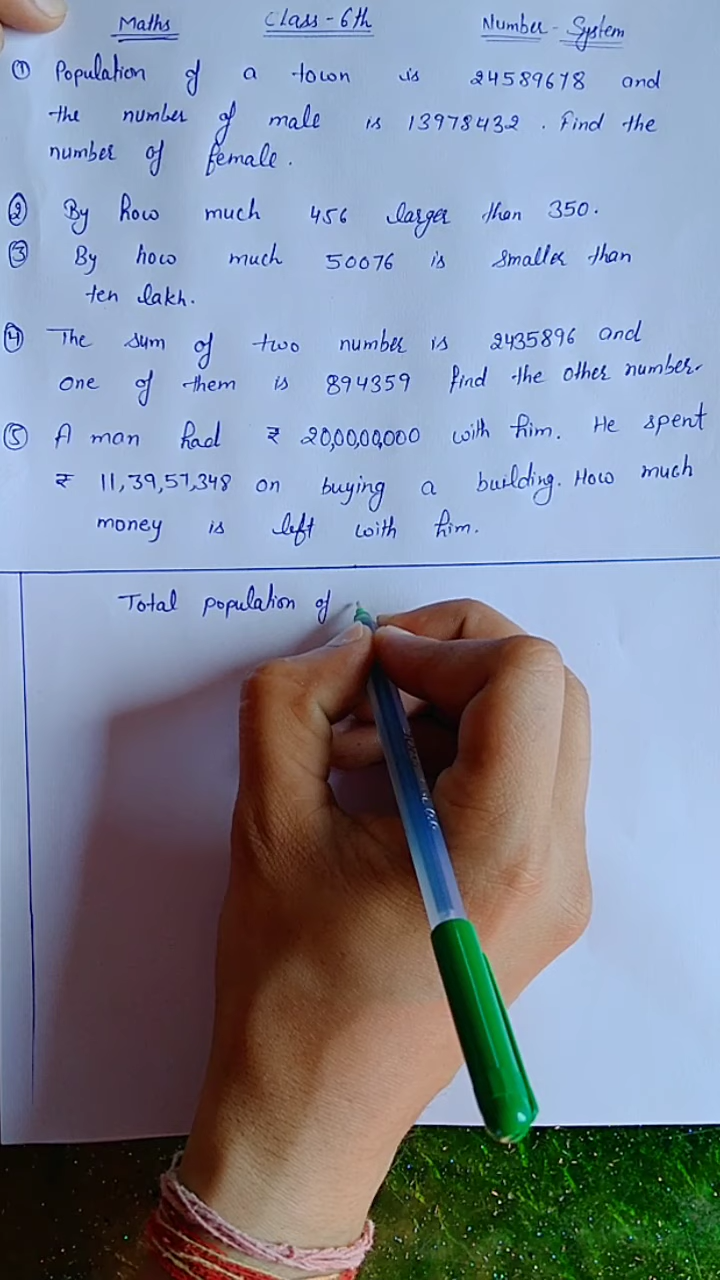 Maths Class-6th Number-System
① Population of a town is 24589678 and
the number of male is 13978432. Find the
number of female.
② By how much 456 larger than 350.
③ By how much 50076 is smaller than
ten lakh.
④ The sum of two number is 2435896 and
one of them is 894359 find the other number.
⑤ A man had ₹ 20,00,00,000 with him. He spent
₹ 11,39,57,348 on buying a building. How much
money is left with him.
Total population of